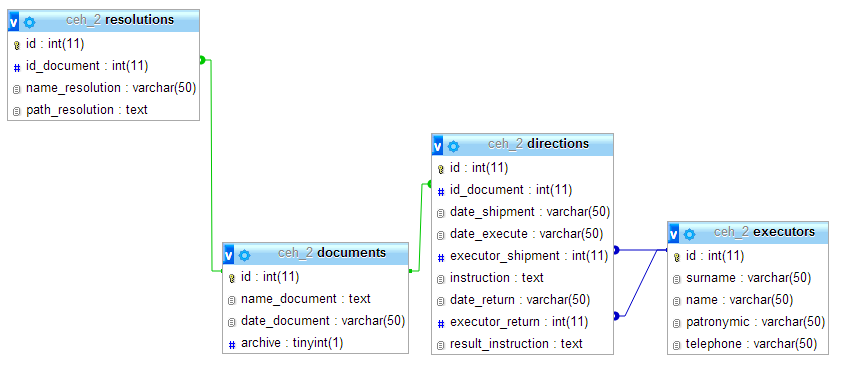 v ceh_2 resolutions
id : int(11)
# id_document : int(11)
name_resolution : varchar(50)
path_resolution : text
v ceh_2 documents
id : int(11)
name_document : text
date_document : varchar(50)
# archive : tinyint(1)
v ceh_2 directions
id : int(11)
# id_document : int(11)
date_shipment : varchar(50)
date_execute : varchar(50)
# executor_shipment : int(11)
instruction : text
date_return : varchar(50)
# executor_return : int(11)
result_instruction : text
v ceh_2 executors
id : int(11)
surname : varchar(50)
name : varchar(50)
patronymic : varchar(50)
telephone : varchar(50)